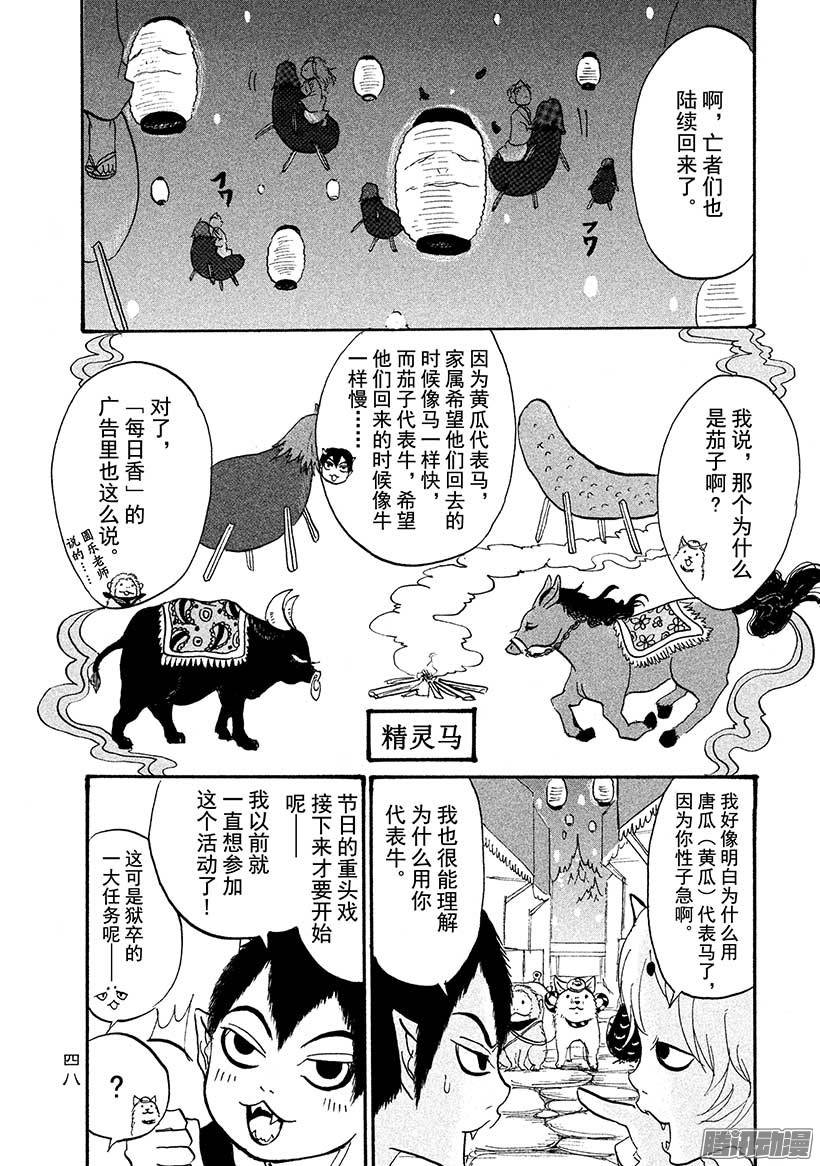 啊，亡者们也
陆续回来了。
フワ
フワ
我说，那个为什么
是茄子啊？
因为黄瓜代表马，
家属希望他们回去的
时候像马一样快，
而茄子代表牛，希望
他们回来的时候像牛
一样慢……
对了，
「每日香」的
广告里也这么说。
圆乐老师
说的……
精灵马
我好像明白为什么用
唐瓜（黄瓜）代表马了，
因为你性子急啊。
我也很能理解
为什么用你
代表牛。
节日的重头戏
接下来才要开始
呢——
我以前就
一直想参加
这个活动了！
这可是狱卒的
一大任务呢——
？
四八
腾讯动漫